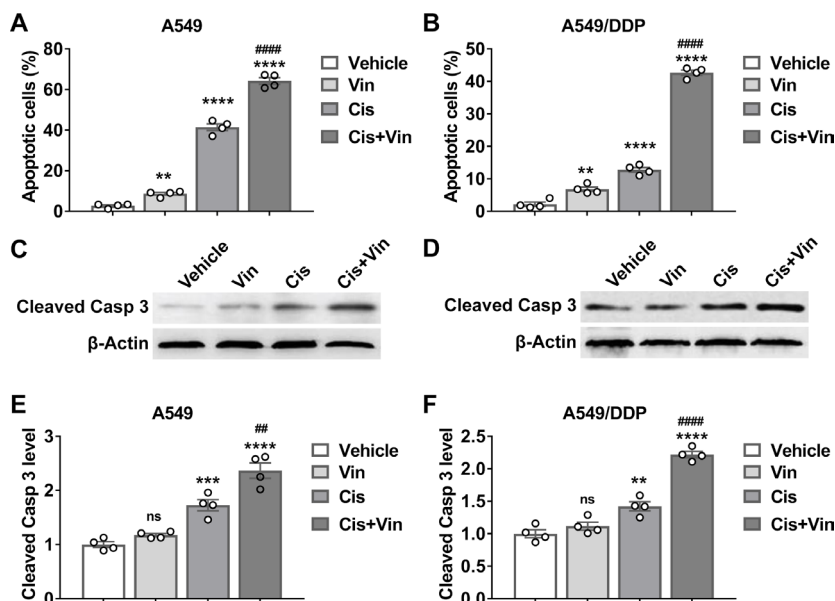 A
A549
Apoptotic cells (%)
80
60
40
20
0
**
****
####
****
Vehicle
Vin
Cis
Cis+Vin
B
A549/DDP
Apoptotic cells (%)
50
40
30
20
10
0
**
****
####
****
Vehicle
Vin
Cis
Cis+Vin
C
Vehicle
Vin
Cis
Cis+Vin
Cleaved Casp 3
β-Actin
D
Vehicle
Vin
Cis
Cis+Vin
Cleaved Casp 3
β-Actin
E
A549
Cleaved Casp 3 level
3
2
1
0
ns
***
##
****
Vehicle
Vin
Cis
Cis+Vin
F
A549/DDP
Cleaved Casp 3 level
2.5
2.0
1.5
1.0
0.5
0.0
ns
**
####
****
Vehicle
Vin
Cis
Cis+Vin